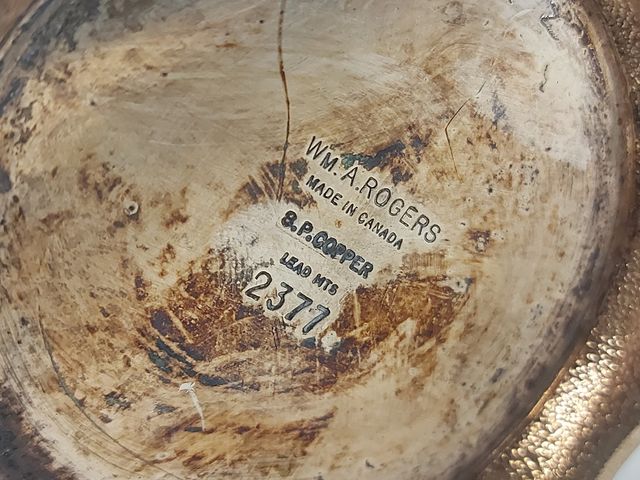 WM. A. ROGERS
MADE IN CANADA
S.P. COPPER
LEAD MTS
2377